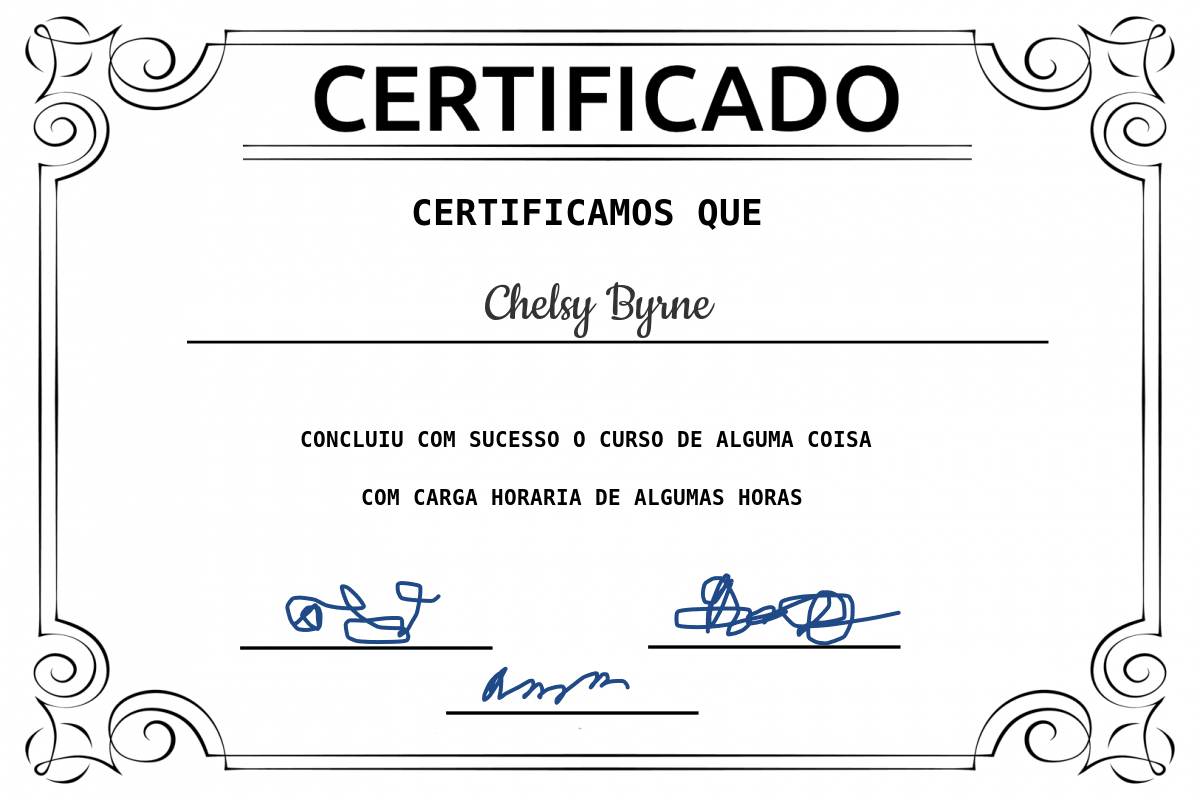 CERTIFICADO
CERTIFICAMOS QUE
Chelsy Byrne
CONCLUIU COM SUCESSO O CURSO DE ALGUMA COISA
COM CARGA HORARIA DE ALGUMAS HORAS